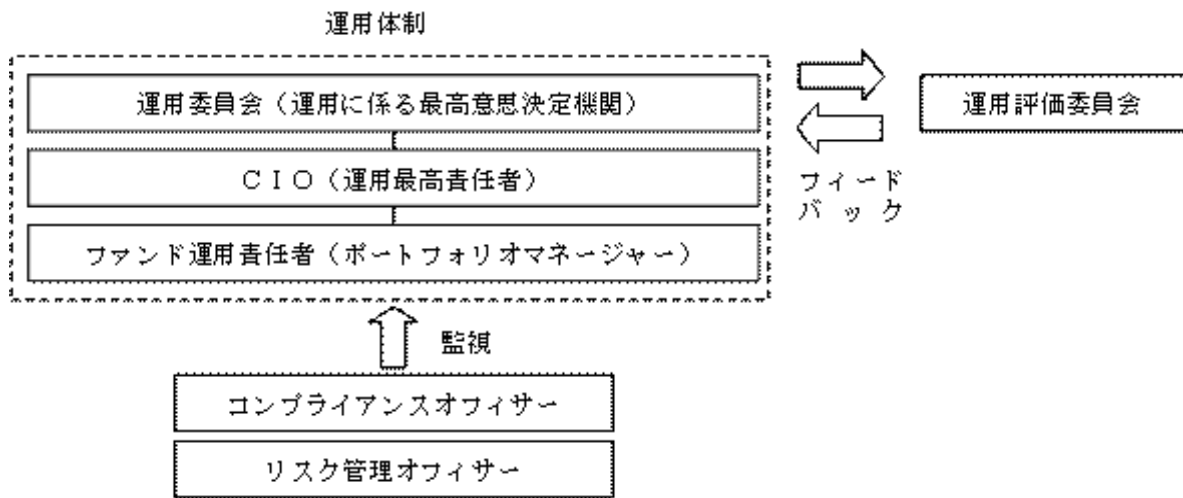 運用体制
運用委員会（運用に係る最高意思決定機関）
運用評価委員会
ＣＩＯ（運用最高責任者）
フィード
バック
ファンド運用責任者（ポートフォリオマネージャー）
監視
コンプライアンスオフィサー
リスク管理オフィサー